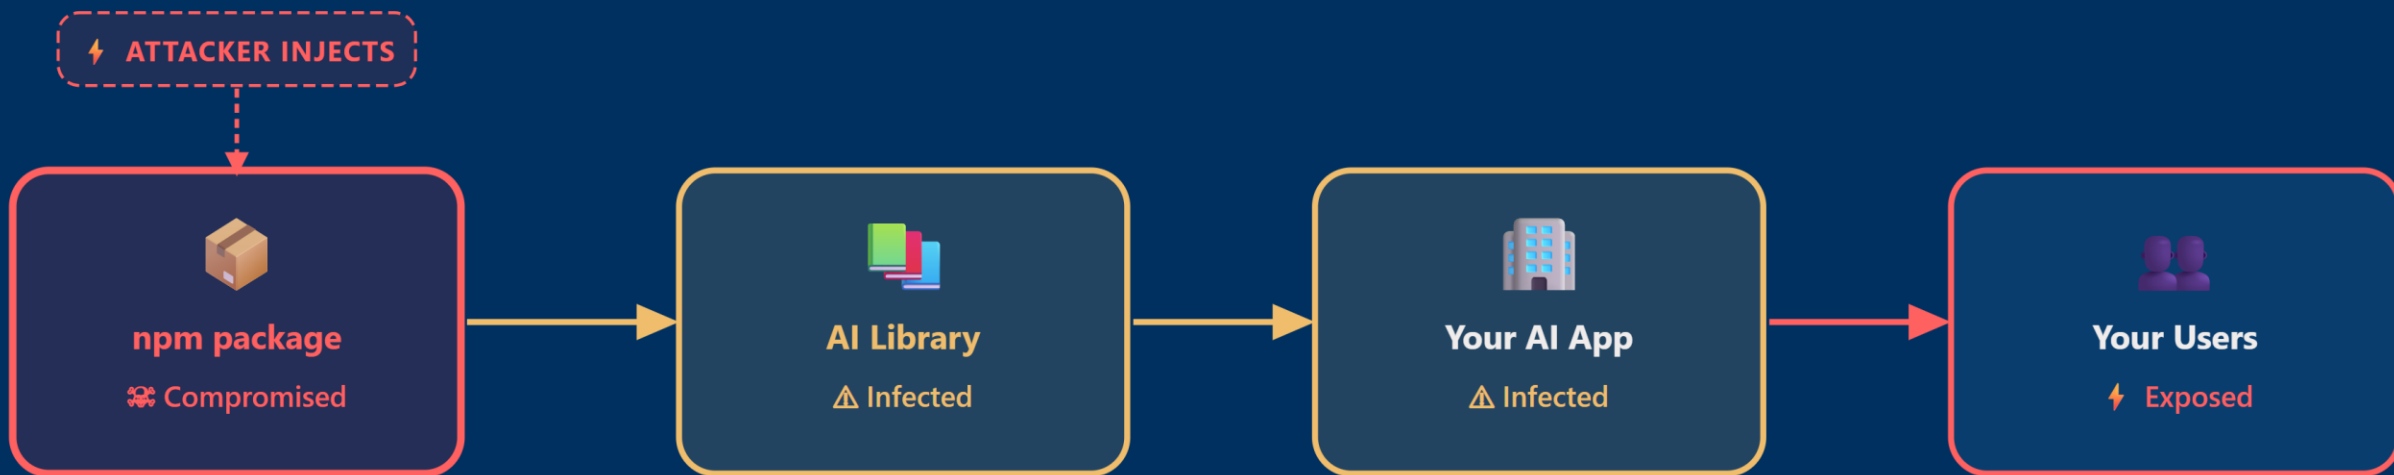 ⚡ ATTACKER INJECTS
npm package
☠ Compromised
AI Library
⚠ Infected
Your AI App
⚠ Infected
Your Users
⚡ Exposed